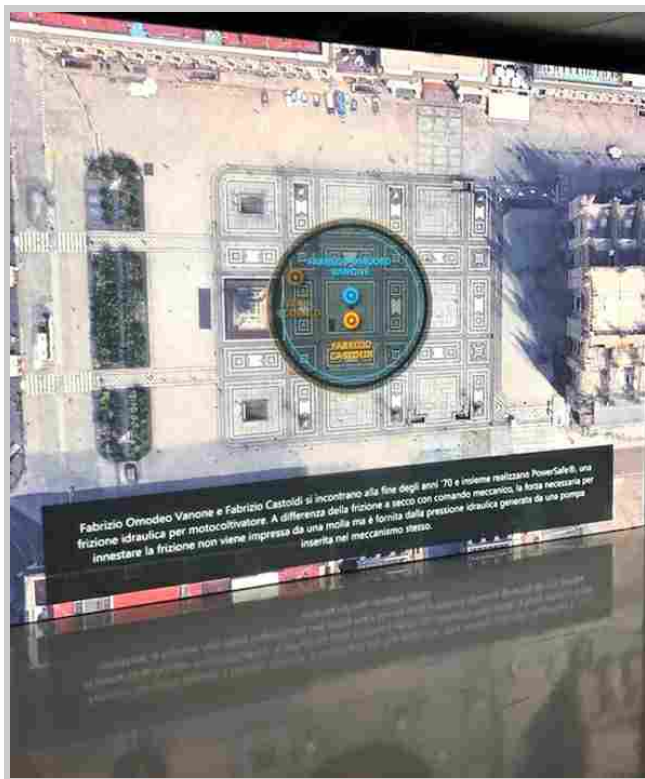 FABRIZIO OMODEO
VANONE
FABRIZIO
CASTOLDI
Fabrizio Omodeo Vanone e Fabrizio Castoldi si incontrano alla fine degli anni '70 e insieme realizzano PowerSafe®, una
frizione idraulica per motocoltivatore. A differenza della frizione a secco con comando meccanico, la forza necessaria per
innestare la frizione non viene impressa da una molla ma è fornita dalla pressione idraulica generata da una pompa
inserita nel meccanismo stesso.